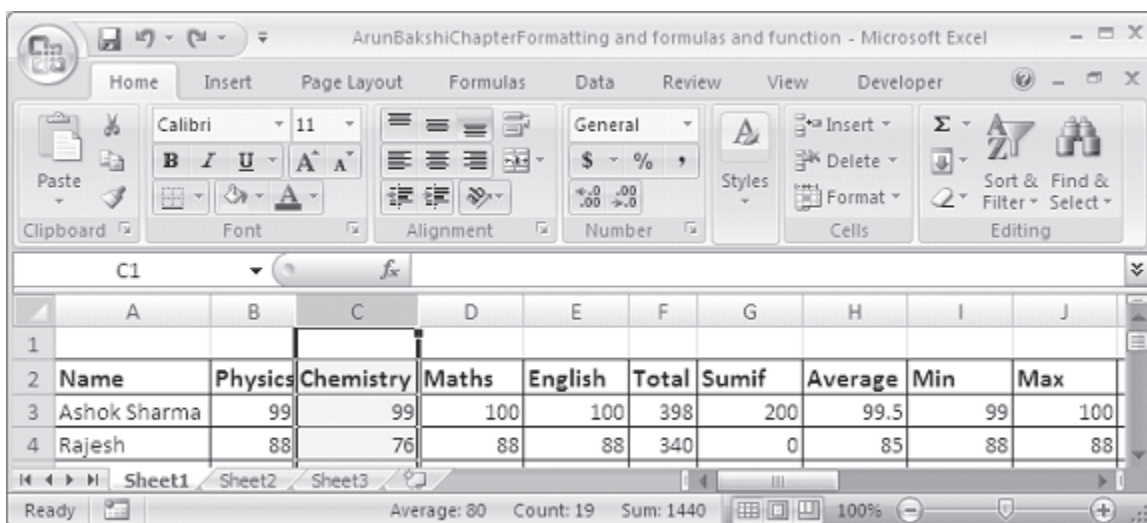 ArunBakshiChapterFormatting and formulas and function - Microsoft Excel
Home Insert Page Layout Formulas Data Review View Developer
Calibri 11 General Insert Σ
B I U A A $ % , Delete
Paste Styles Sort & Find &
A Format Filter Select
Clipboard Font Alignment Number Cells Editing
C1 fx
A B C D E F G H I J
1
2 Name Physics Chemistry Maths English Total Sumif Average Min Max
3 Ashok Sharma 99 99 100 100 398 200 99.5 99 100
4 Rajesh 88 76 88 88 340 0 85 88 88
Sheet1 Sheet2 Sheet3
Ready Average: 80 Count: 19 Sum: 1440 100%